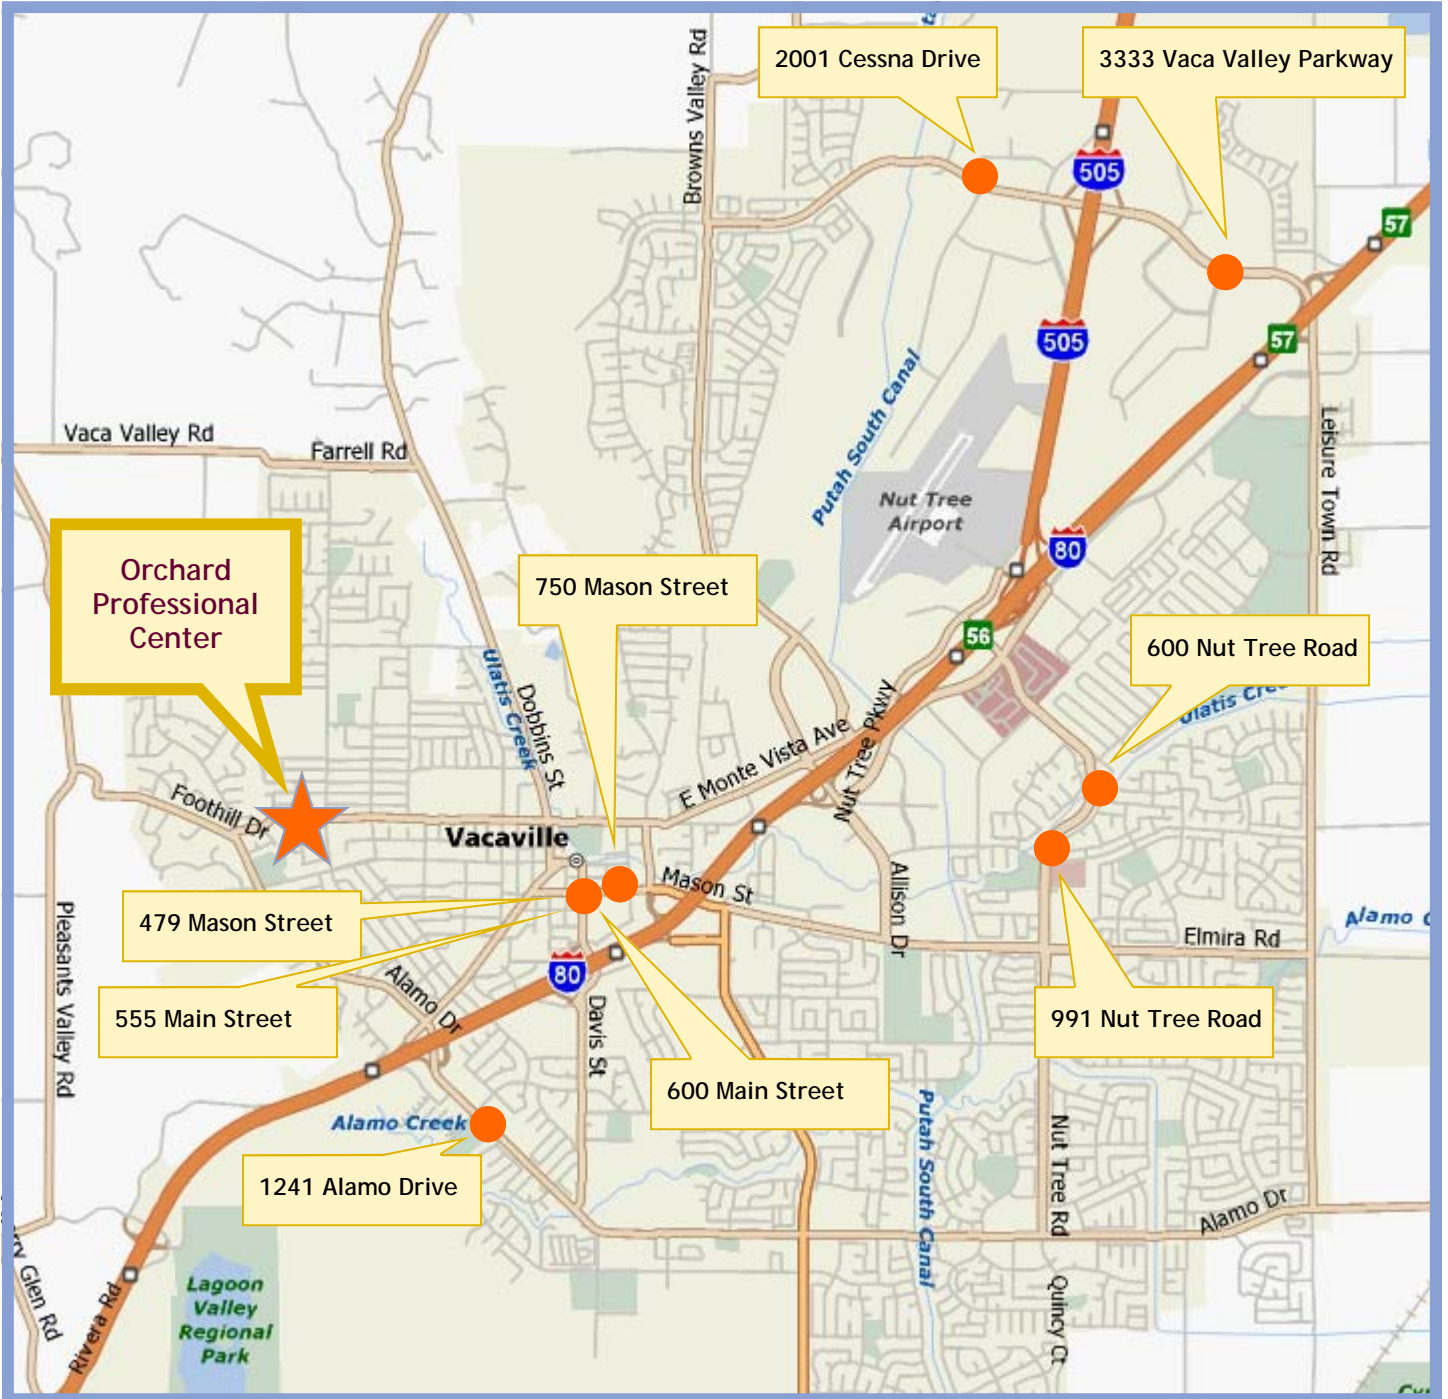 2001 Cessna Drive
3333 Vaca Valley Parkway
Browns Valley Rd
505
57
505
57
Putah South Canal
Vaca Valley Rd
Farrell Rd
Leisure Town Rd
Nut Tree
Airport
80
Orchard
Professional
Center
750 Mason Street
56
600 Nut Tree Road
Ulatis Creek
Dobbins St
E Monte Vista Ave
Nut Tree Pkwy
Foothill Dr
Vacaville
Mason St
Allison Dr
479 Mason Street
Pleasants Valley Rd
Elmira Rd
Alamo C
80
Alamo Dr
555 Main Street
Davis St
991 Nut Tree Road
600 Main Street
Alamo Creek
Putah South Canal
Nut Tree Rd
1241 Alamo Drive
Alamo Dr
rry Glen Rd
Rivera Rd
Lagoon
Valley
Regional
Park
Quincy Ct